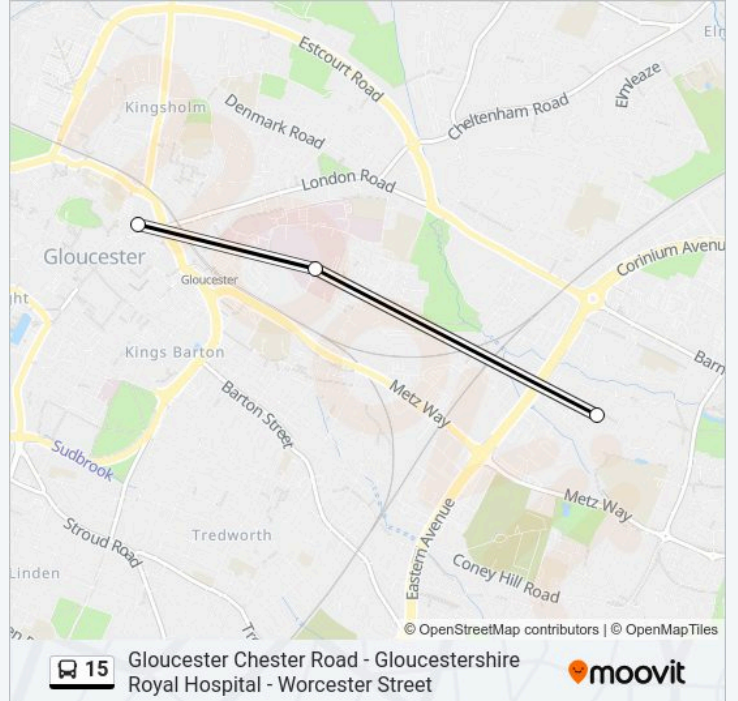 Estcourt Road
Elmleaze
Kingsholm
Denmark Road
Cheltenham Road
London Road
Gloucester
Corinium Avenu
Gloucester
ght
Kings Barton
Barn
Metz Way
Barton Street
Sudbrook
Metz Way
Stroud Road
Tredworth
Eastern Avenue
Coney Hill Road
Linden
© OpenStreetMap contributors | © OpenMapTiles
15
Gloucester Chester Road - Gloucestershire
Royal Hospital - Worcester Street
moovit